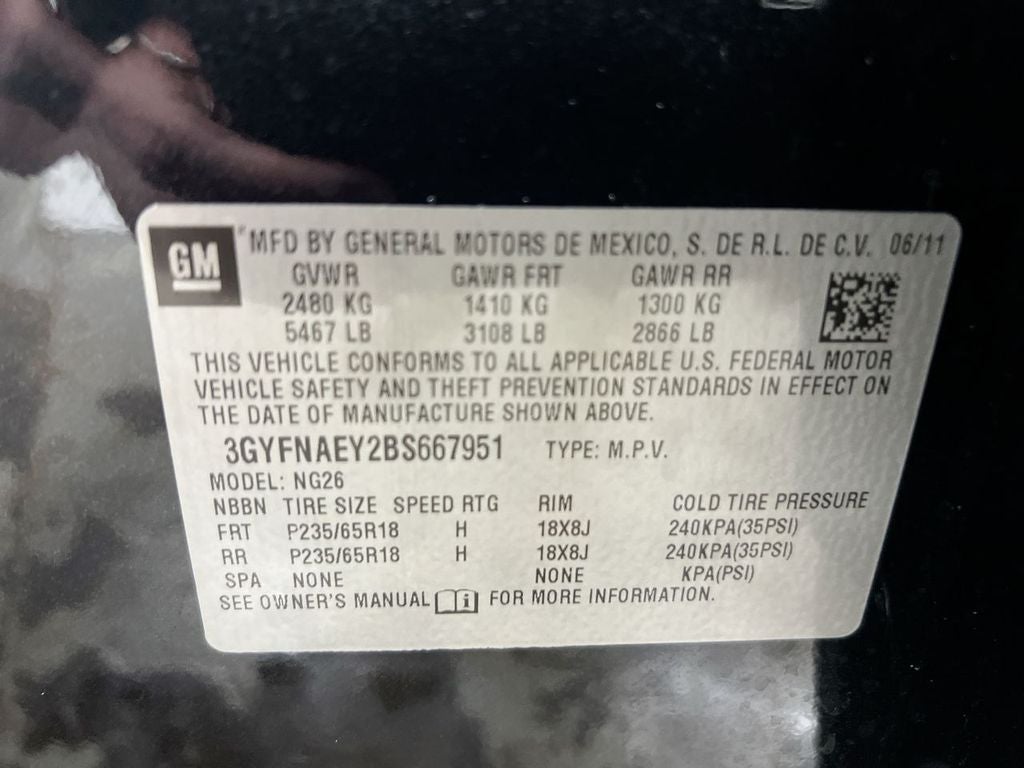 GM
MFD BY GENERAL MOTORS DE MEXICO, S. DE R.L. DE C.V. 06/11
GVWR GAWR FRT GAWR RR
2480 KG 1410 KG 1300 KG
5467 LB 3108 LB 2866 LB
THIS VEHICLE CONFORMS TO ALL APPLICABLE U.S. FEDERAL MOTOR
VEHICLE SAFETY AND THEFT PREVENTION STANDARDS IN EFFECT ON
THE DATE OF MANUFACTURE SHOWN ABOVE.
3GYFNAEY2BS667951 TYPE: M.P.V.
MODEL: NG26
NBBN TIRE SIZE SPEED RTG RIM COLD TIRE PRESSURE
FRT P235/65R18 H 18X8J 240KPA(35PSI)
RR P235/65R18 H 18X8J 240KPA(35PSI)
SPA NONE NONE KPA(PSI)
SEE OWNER'S MANUAL i FOR MORE INFORMATION.